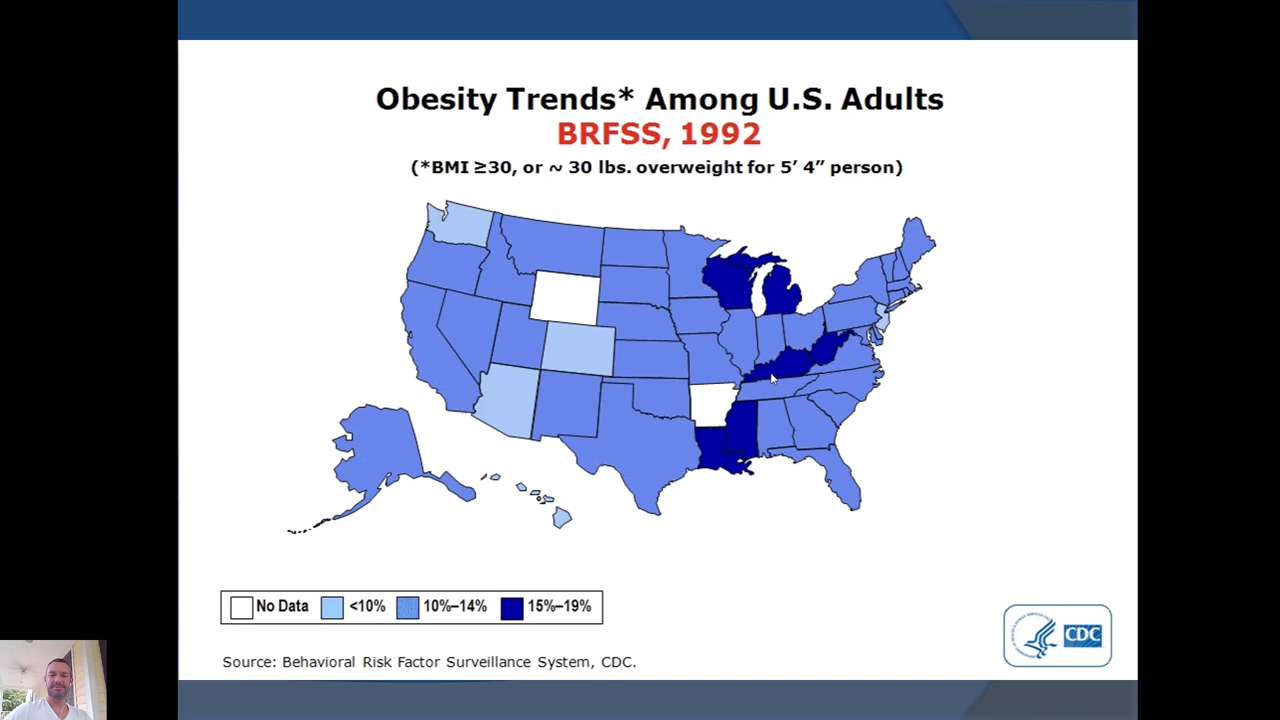 Obesity Trends* Among U.S. Adults
BRFSS, 1992
(*BMI ≥30, or ~ 30 lbs. overweight for 5’ 4” person)
No Data <10% 10%–14% 15%–19%
CDC
Source: Behavioral Risk Factor Surveillance System, CDC.